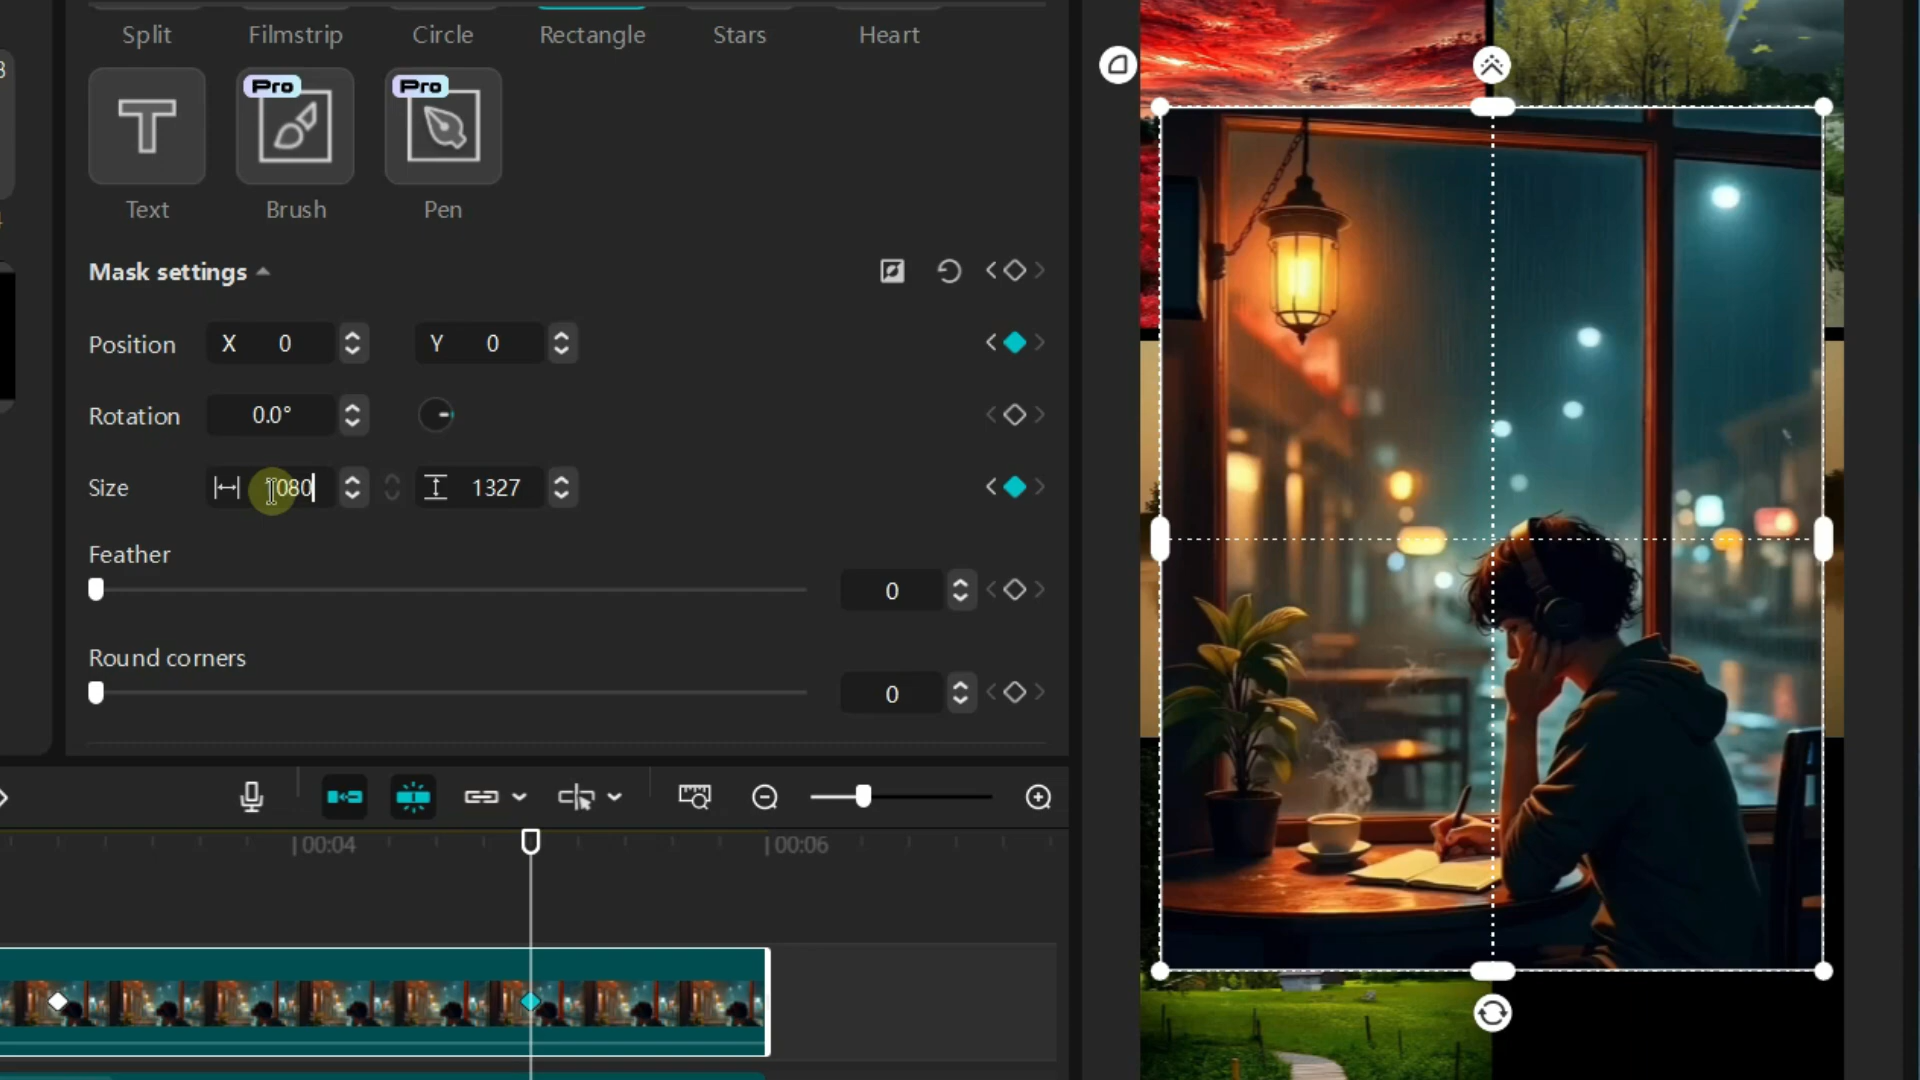 Split Filmstrip Circle Rectangle Stars Heart
Pro Pro
Text Brush Pen
Mask settings
Position X 0 Y 0
Rotation 0.0°
Size 1080 1327
Feather
0
Round corners
0
00:04 00:06